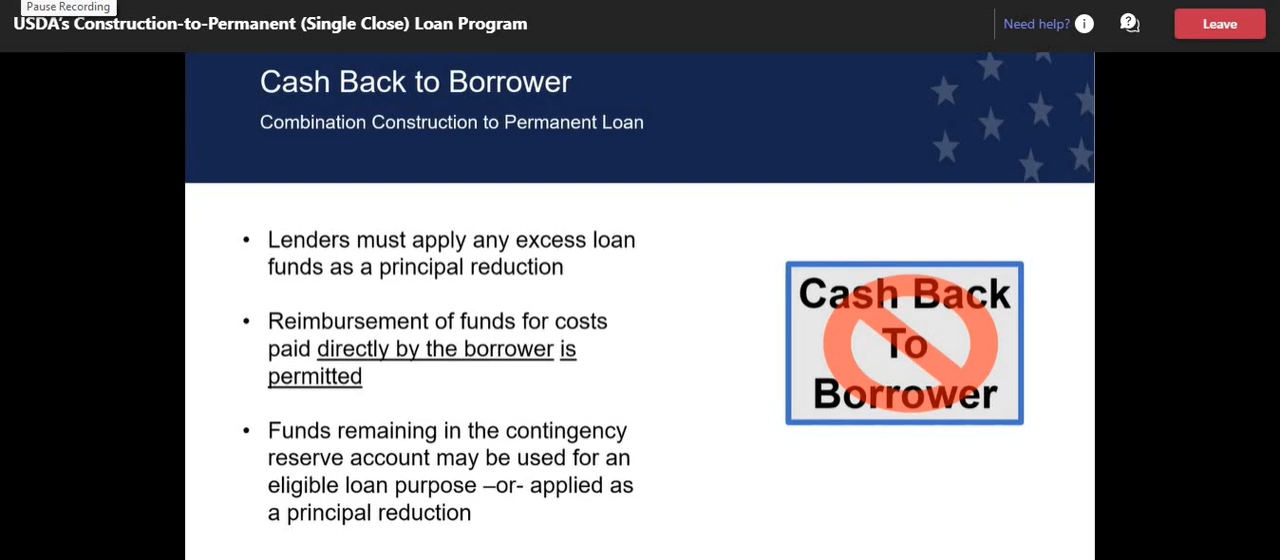 Pause Recording
USDA's Construction-to-Permanent (Single Close) Loan Program
Need help?
Leave
Cash Back to Borrower
Combination Construction to Permanent Loan
• Lenders must apply any excess loan
funds as a principal reduction
• Reimbursement of funds for costs
paid directly by the borrower is
permitted
• Funds remaining in the contingency
reserve account may be used for an
eligible loan purpose –or- applied as
a principal reduction
Cash Back
To
Borrower